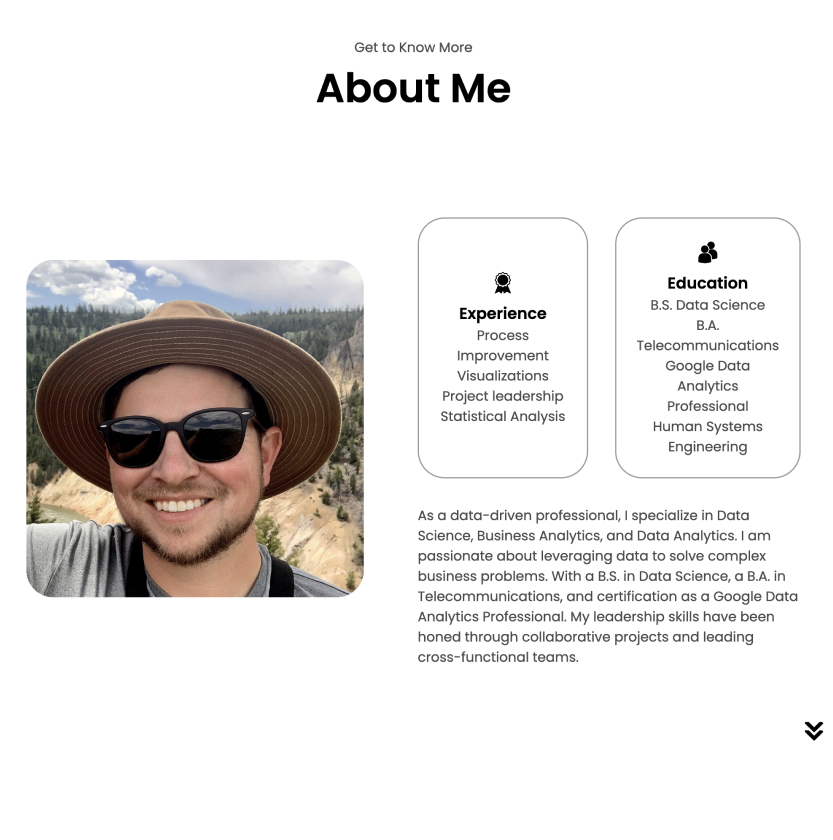 Get to Know More
About Me
Experience
Process
Improvement
Visualizations
Project leadership
Statistical Analysis
Education
B.S. Data Science
B.A.
Telecommunications
Google Data
Analytics
Professional
Human Systems
Engineering
As a data-driven professional, I specialize in Data
Science, Business Analytics, and Data Analytics. I am
passionate about leveraging data to solve complex
business problems. With a B.S. in Data Science, a B.A. in
Telecommunications, and certification as a Google Data
Analytics Professional. My leadership skills have been
honed through collaborative projects and leading
cross-functional teams.